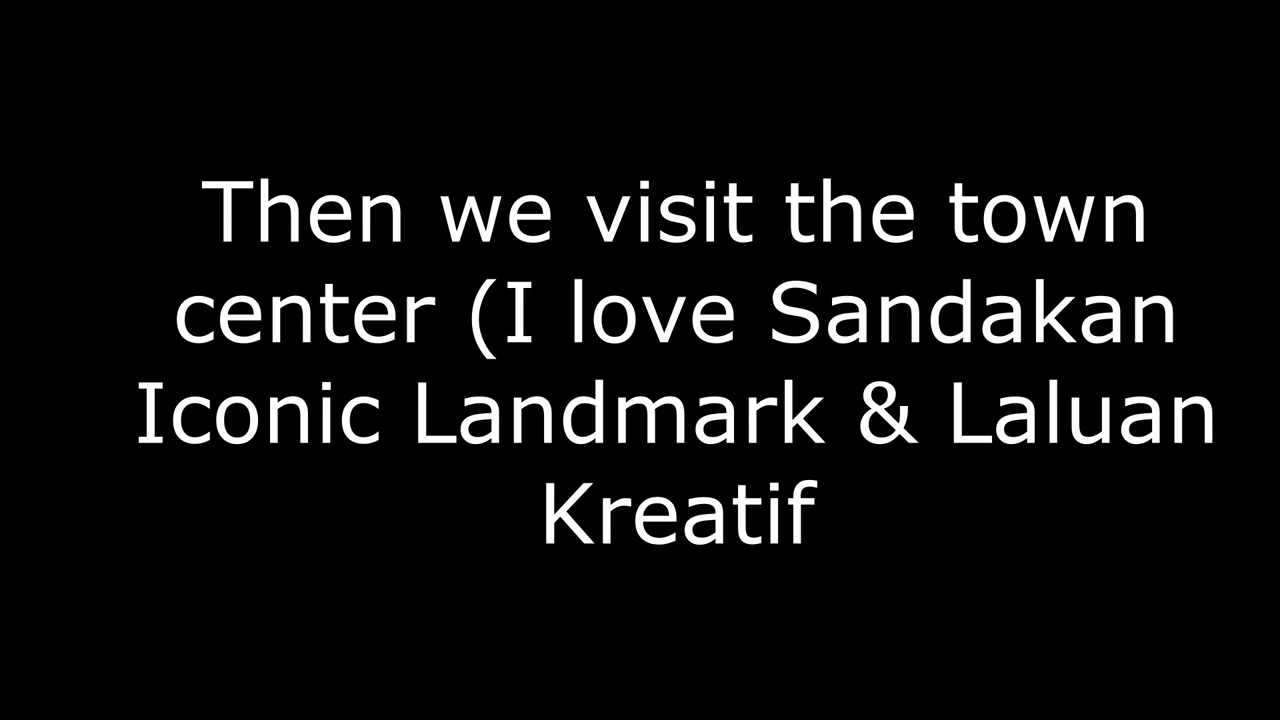 Then we visit the town
center (I love Sandakan
Iconic Landmark & Laluan
Kreatif